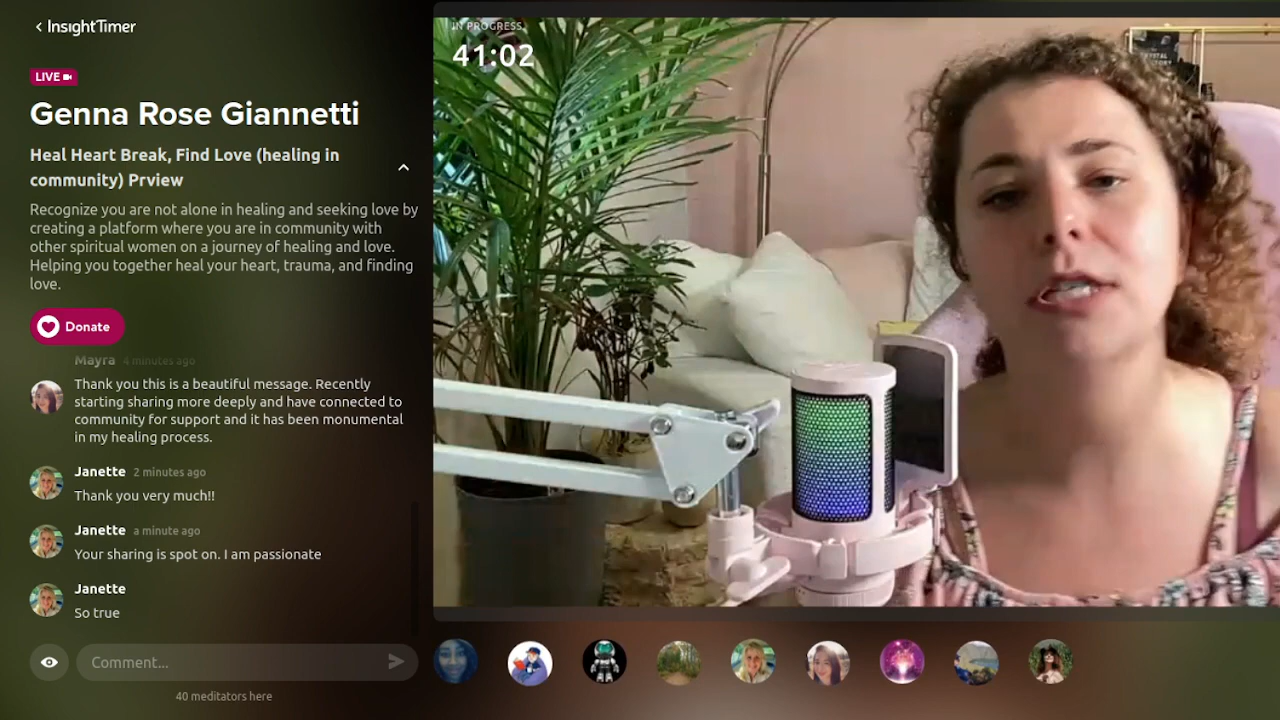 InsightTimer
LIVE
Genna Rose Giannetti
Heal Heart Break, Find Love (healing in
community) Prview
Recognize you are not alone in healing and seeking love by
creating a platform where you are in community with
other spiritual women on a journey of healing and love.
Helping you together heal your heart, trauma, and finding
love.
Donate
Mayra 4 minutes ago
Thank you this is a beautiful message. Recently
starting sharing more deeply and have connected to
community for support and it has been monumental
in my healing process.
Janette 2 minutes ago
Thank you very much!!
Janette a minute ago
Your sharing is spot on. I am passionate
Janette
So true
Comment...
40 meditators here
IN PROGRESS
41:02
CRYSTAL